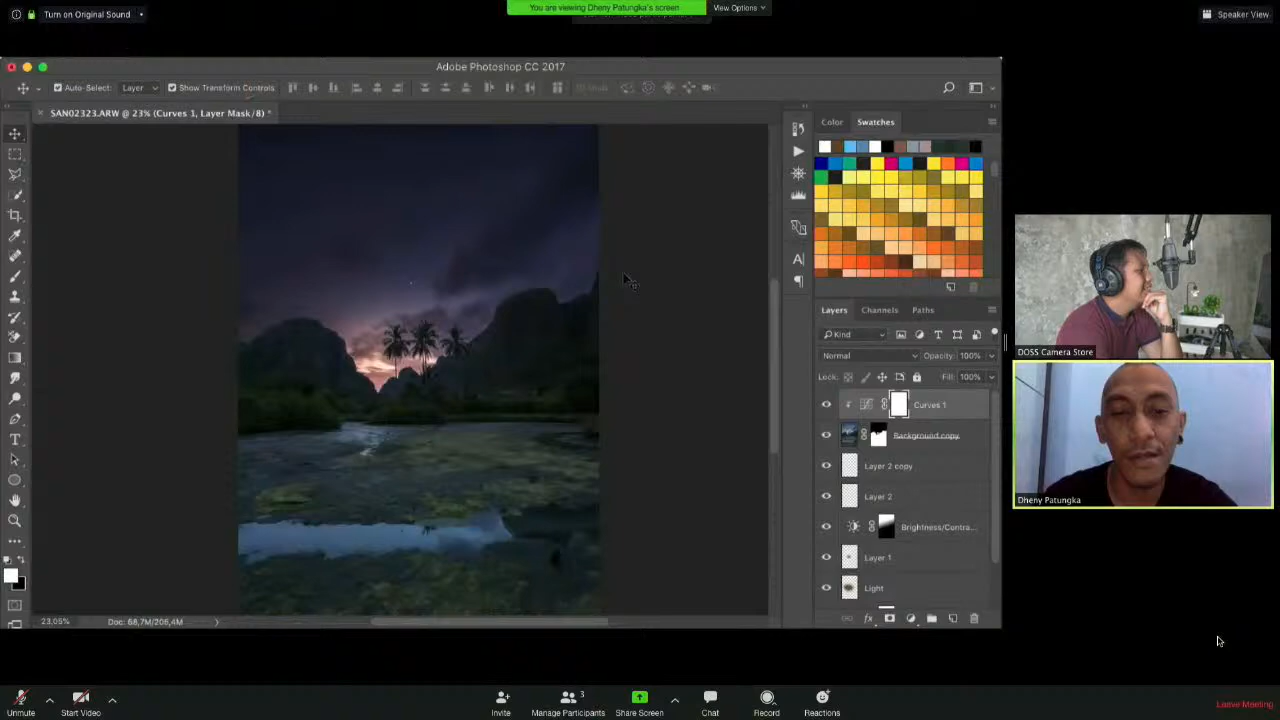 Turn on Original Sound
You are viewing Dheny Patungka's screen
View Options
Speaker View
Adobe Photoshop CC 2017
Auto-Select:
Layer
Show Transform Controls
SAN02323.ARW @ 23% (Curves 1, Layer Mask/8) *
Color
Swatches
Layers
Channels
Paths
Kind
Normal
Opacity: 100%
Lock:
Fill: 100%
Curves 1
Background copy
Layer 2 copy
Layer 2
Brightness/Contra...
Layer 1
Light
23,05%
Doc: 68,7M/206,4M
DOSS Camera Store
Dheny Patungka
Unmute
Start Video
Invite
3
Manage Participants
Share Screen
Chat
Record
Reactions
Leave Meeting